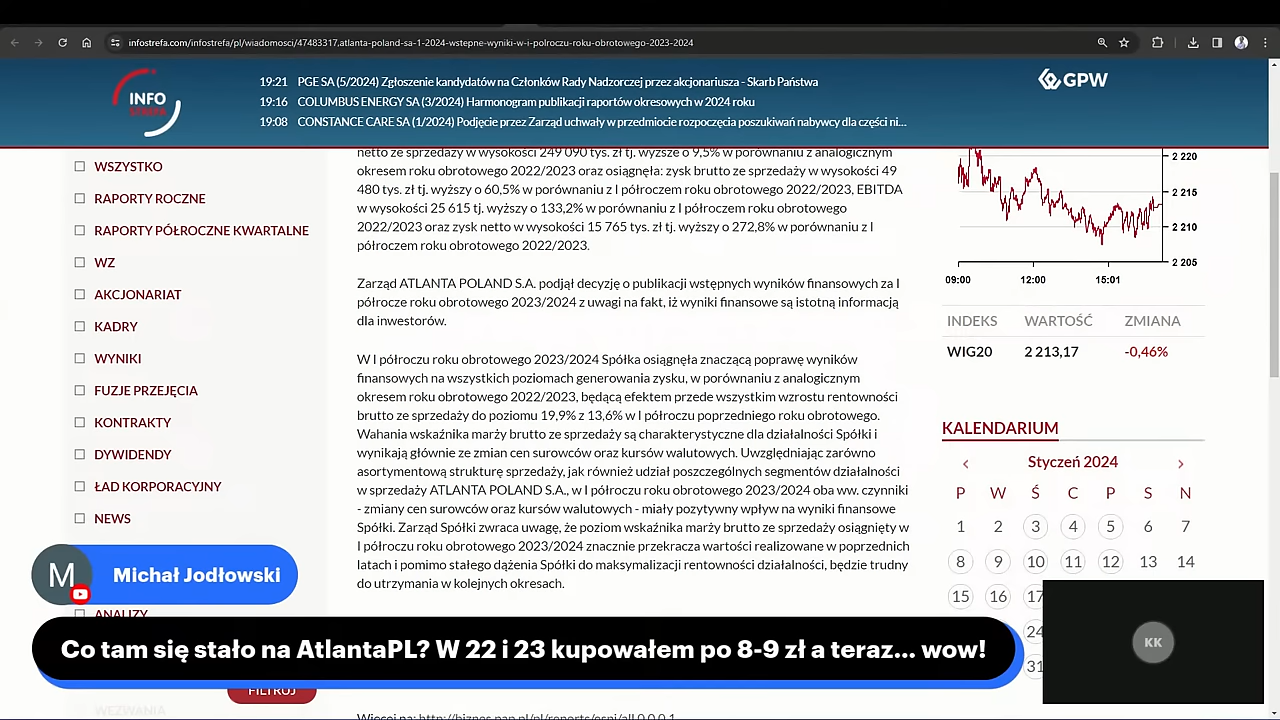 infostrefa.com/infostrefa/pl/wiadomosci/47483317,atlanta-poland-sa-1-2024-wstepne-wyniki-w-i-polroczu-roku-obrotowego-2023-2024
INFO
STREFA
19:21 PGE SA (5/2024) Zgłoszenie kandydatów na Członków Rady Nadzorczej przez akcjonariusza - Skarb Państwa
19:16 COLUMBUS ENERGY SA (3/2024) Harmonogram publikacji raportów okresowych w 2024 roku
19:08 CONSTANCE CARE SA (1/2024) Podjęcie przez Zarząd uchwały w przedmiocie rozpoczęcia poszukiwań nabywcy dla części ni...
GPW
WSZYSTKO
RAPORTY ROCZNE
RAPORTY PÓŁROCZNE KWARTALNE
WZ
AKCJONARIAT
KADRY
WYNIKI
FUZJE PRZEJĘCIA
KONTRAKTY
DYWIDENDY
ŁAD KORPORACYJNY
NEWS
ANALIZY
WEZWANIA
FILTRUJ
netto ze sprzedaży w wysokości 249 090 tys. zł tj. wyższe o 9,5% w porównaniu z analogicznym
okresem roku obrotowego 2022/2023 oraz osiągnęła: zysk brutto ze sprzedaży w wysokości 49
480 tys. zł tj. wyższy o 60,5% w porównaniu z I półroczem roku obrotowego 2022/2023, EBITDA
w wysokości 25 615 tj. wyższy o 133,2% w porównaniu z I półroczem roku obrotowego
2022/2023 oraz zysk netto w wysokości 15 765 tys. zł tj. wyższy o 272,8% w porównaniu z I
półroczem roku obrotowego 2022/2023.
Zarząd ATLANTA POLAND S.A. podjął decyzję o publikacji wstępnych wyników finansowych za I
półrocze roku obrotowego 2023/2024 z uwagi na fakt, iż wyniki finansowe są istotną informacją
dla inwestorów.
W I półroczu roku obrotowego 2023/2024 Spółka osiągnęła znaczącą poprawę wyników
finansowych na wszystkich poziomach generowania zysku, w porównaniu z analogicznym
okresem roku obrotowego 2022/2023, będącą efektem przede wszystkim wzrostu rentowności
brutto ze sprzedaży do poziomu 19,9% z 13,6% w I półroczu poprzedniego roku obrotowego.
Wahania wskaźnika marży brutto ze sprzedaży są charakterystyczne dla działalności Spółki i
wynikają głównie ze zmian cen surowców oraz kursów walutowych. Uwzględniając zarówno
asortymentową strukturę sprzedaży, jak również udział poszczególnych segmentów działalności
w sprzedaży ATLANTA POLAND S.A., w I półroczu roku obrotowego 2023/2024 oba ww. czynniki
- zmiany cen surowców oraz kursów walutowych - miały pozytywny wpływ na wyniki finansowe
Spółki. Zarząd Spółki zwraca uwagę, że poziom wskaźnika marży brutto ze sprzedaży osiągnięty w
I półroczu roku obrotowego 2023/2024 znacznie przekracza wartości realizowane w poprzednich
latach i pomimo stałego dążenia Spółki do maksymalizacji rentowności działalności, będzie trudny
do utrzymania w kolejnych okresach.
Więcej na: http://biznes.pap.pl/pl/reports/espi/all,0,0,0,1
2 220
2 215
2 210
2 205
09:00 12:00 15:01
INDEKS WARTOŚĆ ZMIANA
WIG20 2 213,17 -0,46%
KALENDARIUM
‹ Styczeń 2024 ›
P W Ś C P S N
1 2 3 4 5 6 7
8 9 10 11 12 13 14
15 16 17
24
31
KK
M
Michał Jodłowski
Co tam się stało na AtlantaPL? W 22 i 23 kupowałem po 8-9 zł a teraz... wow!